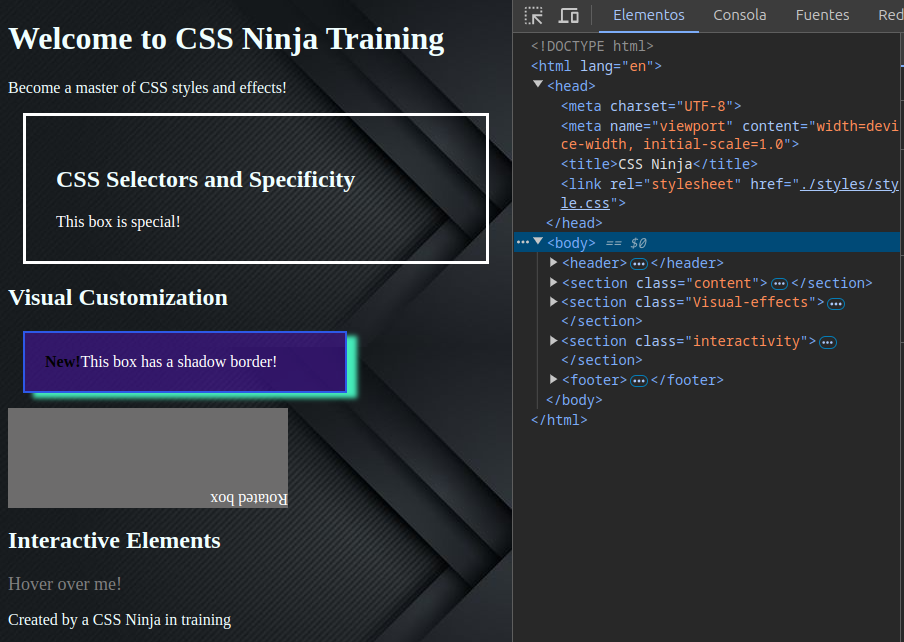 Welcome to CSS Ninja Training
Become a master of CSS styles and effects!
CSS Selectors and Specificity
This box is special!
Visual Customization
New!This box has a shadow border!
Rotated box
Interactive Elements
Hover over me!
Created by a CSS Ninja in training
Elementos Consola Fuentes Red
<!DOCTYPE html>
<html lang="en">
<head>
<meta charset="UTF-8">
<meta name="viewport" content="width=devi
ce-width, initial-scale=1.0">
<title>CSS Ninja</title>
<link rel="stylesheet" href="./styles/sty
le.css">
</head>
<body> == $0
<header>…</header>
<section class="content">…</section>
<section class="Visual-effects">…
</section>
<section class="interactivity">…
</section>
<footer>…</footer>
</body>
</html>